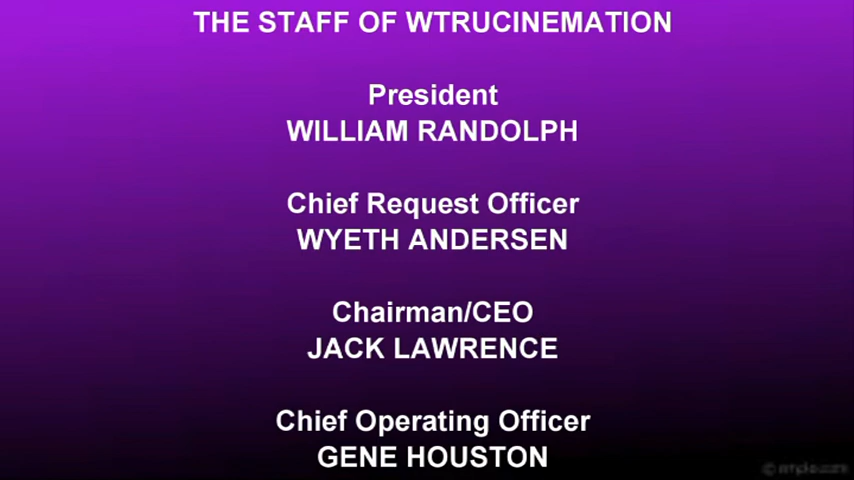 THE STAFF OF WTRUCINEMATION
President
WILLIAM RANDOLPH
Chief Request Officer
WYETH ANDERSEN
Chairman/CEO
JACK LAWRENCE
Chief Operating Officer
GENE HOUSTON